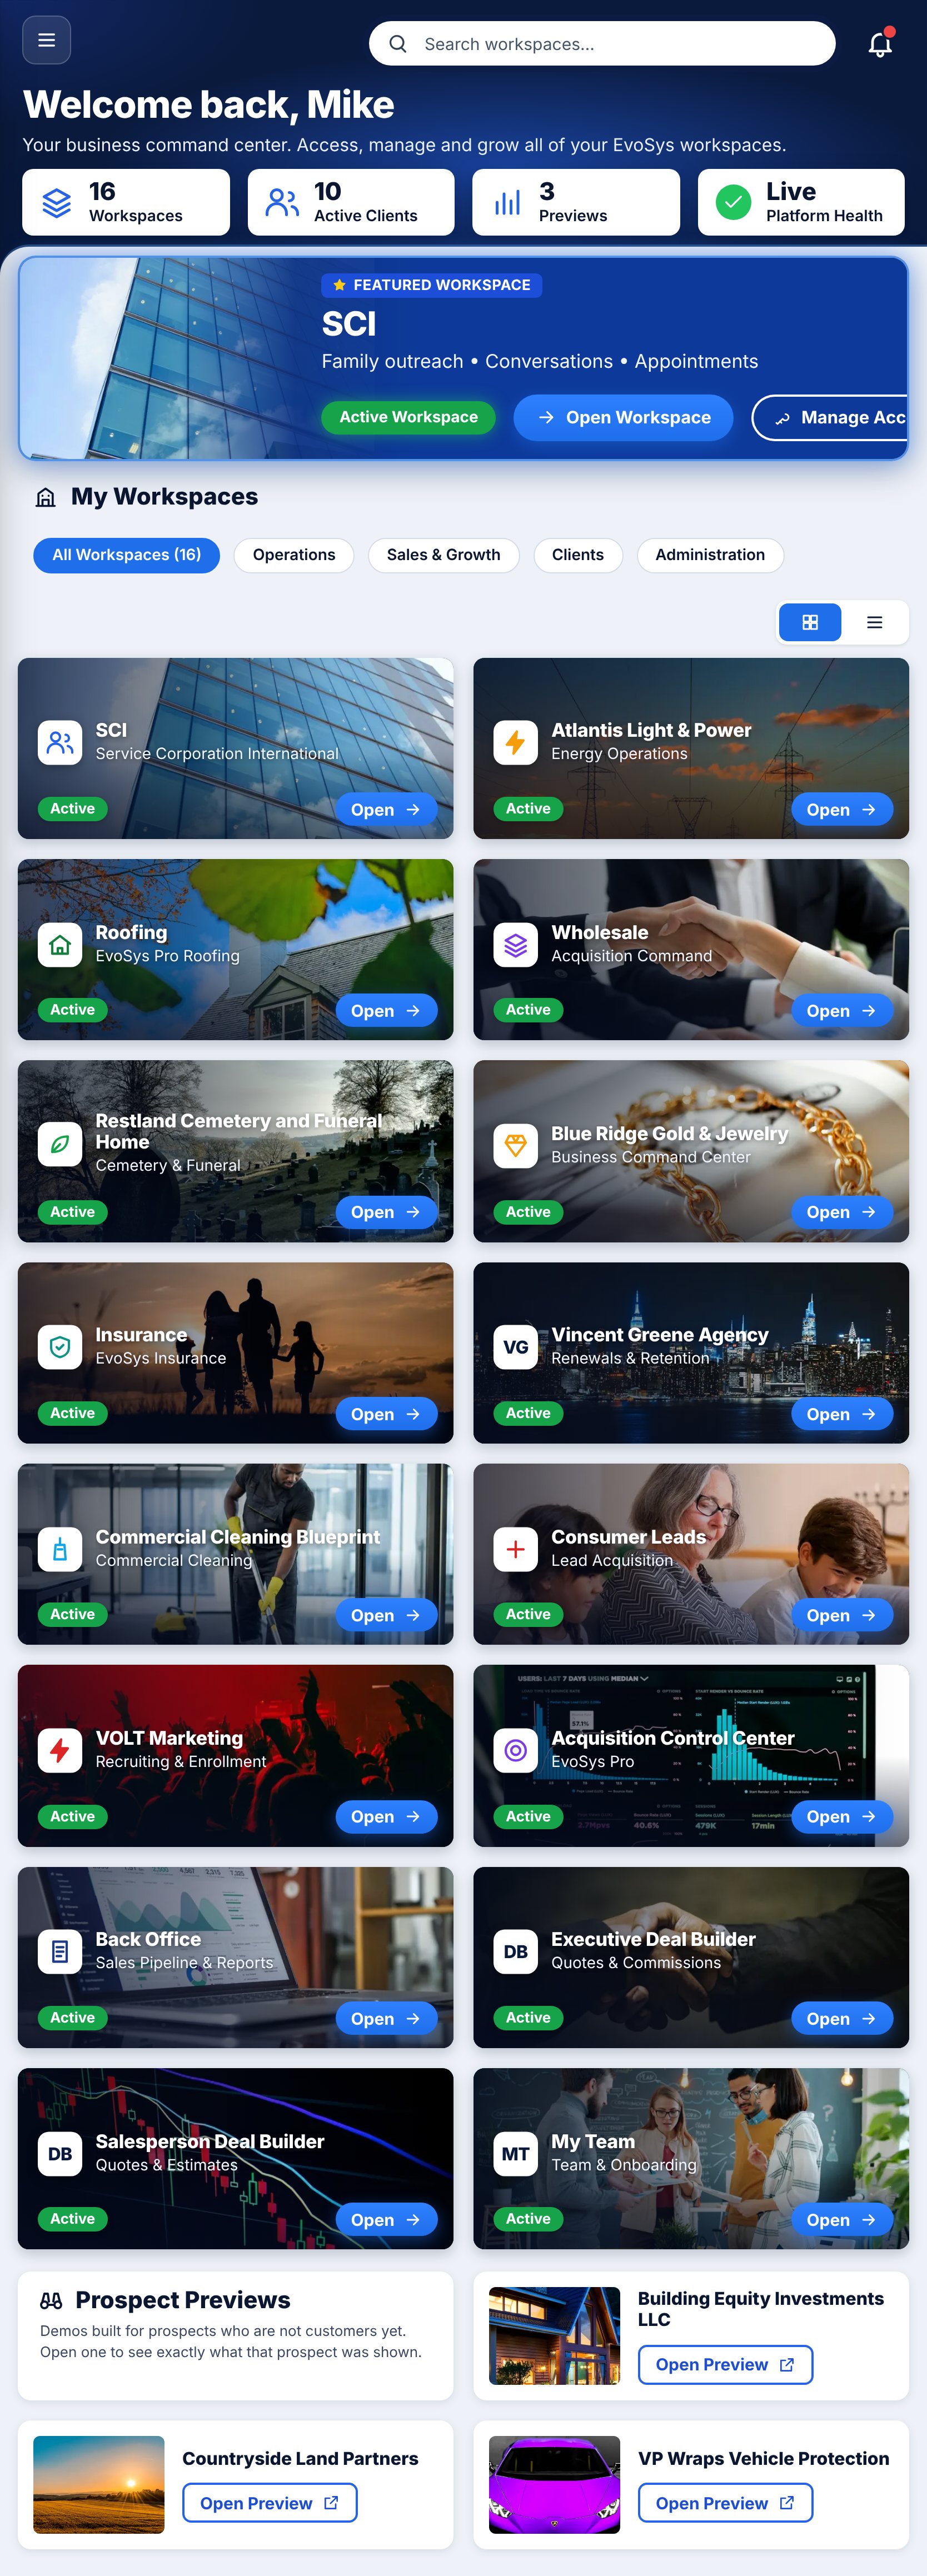 Search workspaces...
Welcome back, Mike
Your business command center. Access, manage and grow all of your EvoSys workspaces.
16
Workspaces
10
Active Clients
3
Previews
Live
Platform Health
FEATURED WORKSPACE
SCI
Family outreach • Conversations • Appointments
Active Workspace
Open Workspace
Manage Acc
My Workspaces
All Workspaces (16)
Operations
Sales & Growth
Clients
Administration
SCI
Service Corporation International
Active
Open
Atlantis Light & Power
Energy Operations
Active
Open
Roofing
EvoSys Pro Roofing
Active
Open
Wholesale
Acquisition Command
Active
Open
Restland Cemetery and Funeral
Home
Cemetery & Funeral
Active
Open
Blue Ridge Gold & Jewelry
Business Command Center
Active
Open
Insurance
EvoSys Insurance
Active
Open
VG
Vincent Greene Agency
Renewals & Retention
Active
Open
Commercial Cleaning Blueprint
Commercial Cleaning
Active
Open
Consumer Leads
Lead Acquisition
Active
Open
VOLT Marketing
Recruiting & Enrollment
Active
Open
USERS: LAST 7 DAYS USING MEDIAN
Acquisition Control Center
EvoSys Pro
40.6%
479K
17min
Active
Open
Back Office
Sales Pipeline & Reports
Active
Open
DB
Executive Deal Builder
Quotes & Commissions
Active
Open
DB
Salesperson Deal Builder
Quotes & Estimates
Active
Open
MT
My Team
Team & Onboarding
Active
Open
Prospect Previews
Demos built for prospects who are not customers yet.
Open one to see exactly what that prospect was shown.
Building Equity Investments
LLC
Open Preview
Countryside Land Partners
Open Preview
VP Wraps Vehicle Protection
Open Preview